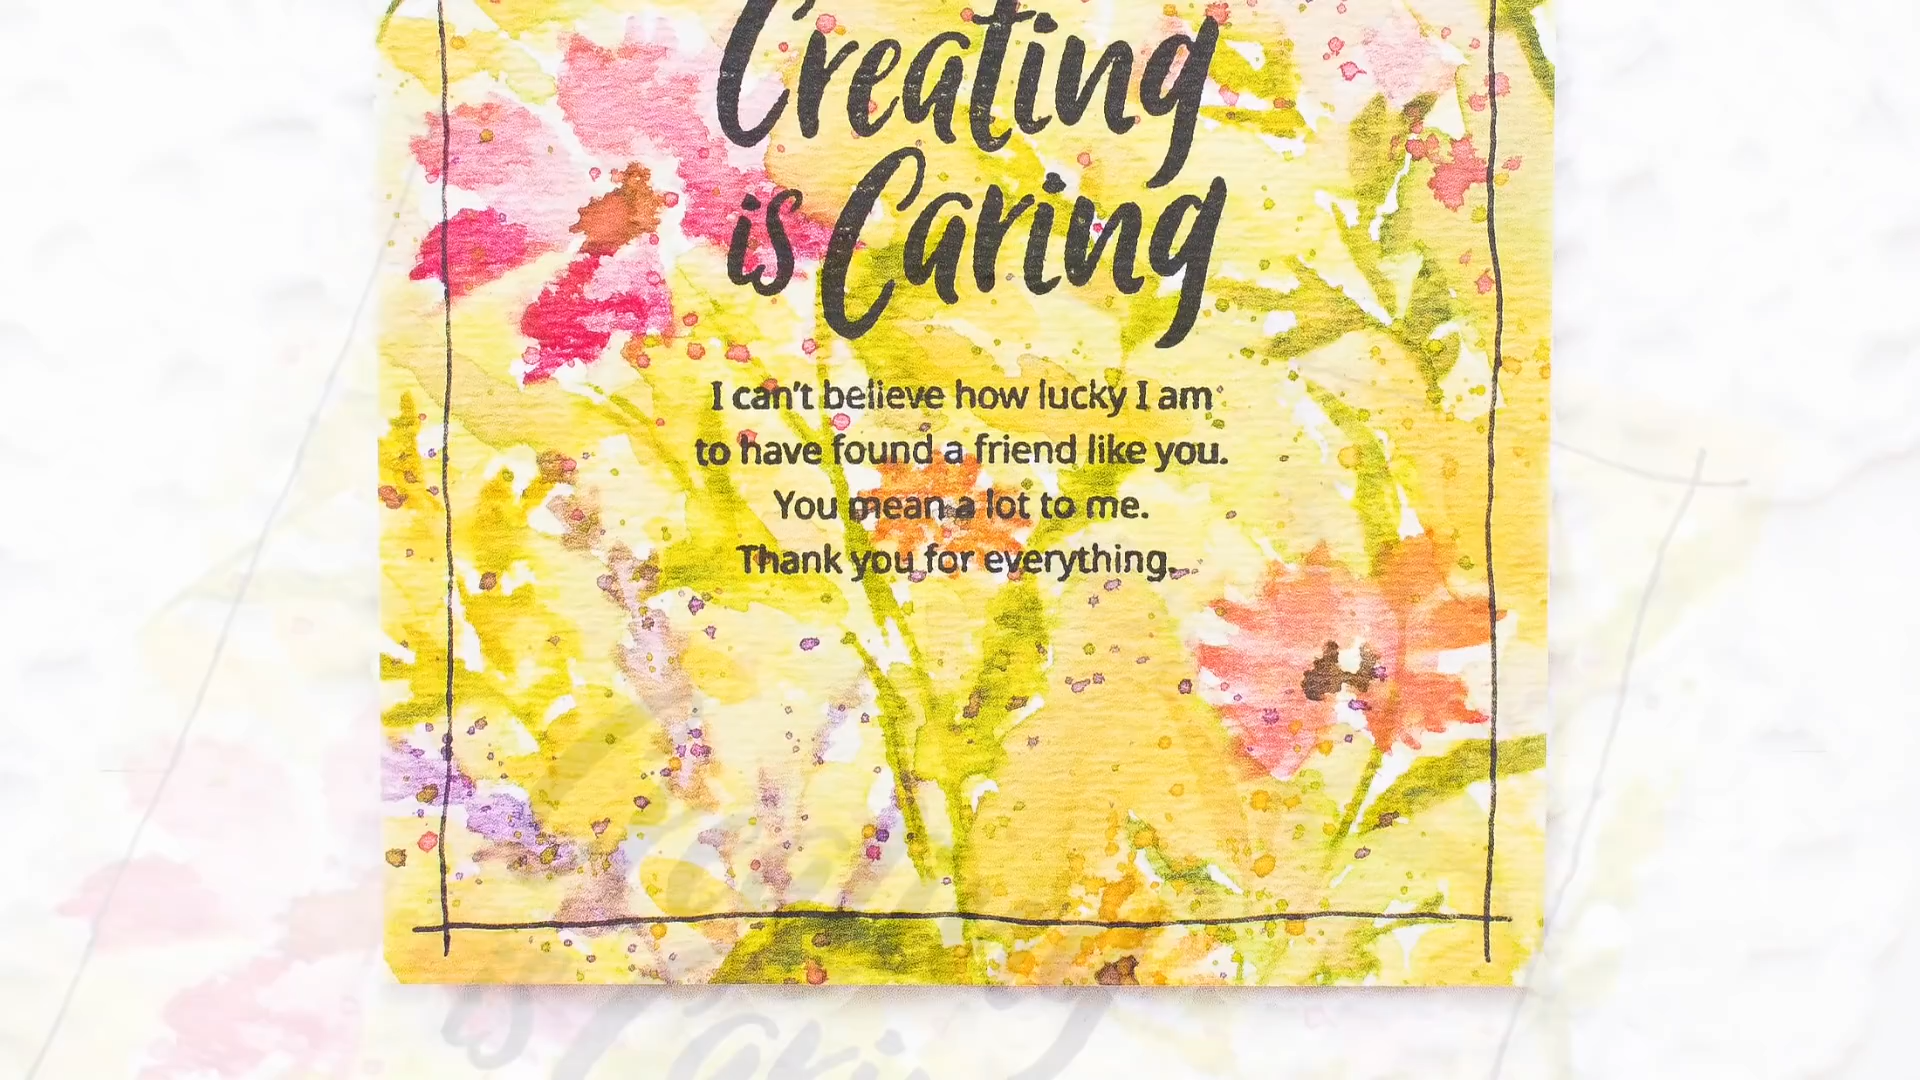 Creating
is Caring
I can't believe how lucky I am
to have found a friend like you.
You mean a lot to me.
Thank you for everything.